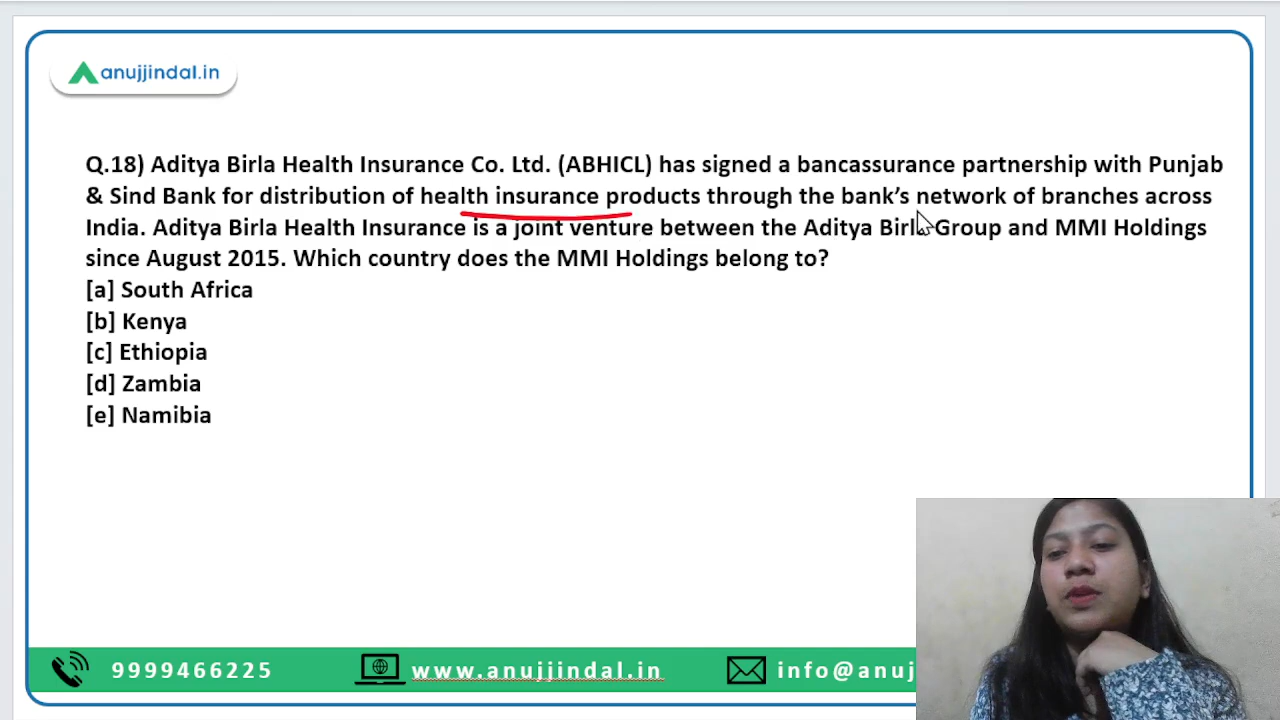 anujjindal.in
Q.18) Aditya Birla Health Insurance Co. Ltd. (ABHICL) has signed a bancassurance partnership with Punjab
& Sind Bank for distribution of health insurance products through the bank’s network of branches across
India. Aditya Birla Health Insurance is a joint venture between the Aditya Birla Group and MMI Holdings
since August 2015. Which country does the MMI Holdings belong to?
[a] South Africa
[b] Kenya
[c] Ethiopia
[d] Zambia
[e] Namibia
9999466225 www.anujjindal.in info@anuj